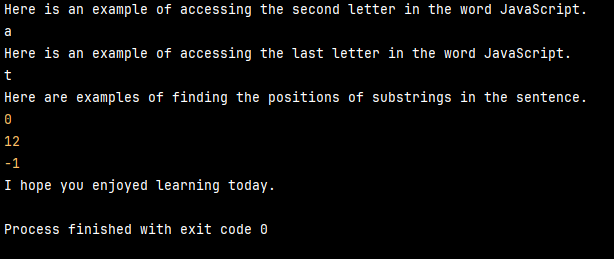 Here is an example of accessing the second letter in the word JavaScript.
a
Here is an example of accessing the last letter in the word JavaScript.
t
Here are examples of finding the positions of substrings in the sentence.
0
12
-1
I hope you enjoyed learning today.
Process finished with exit code 0